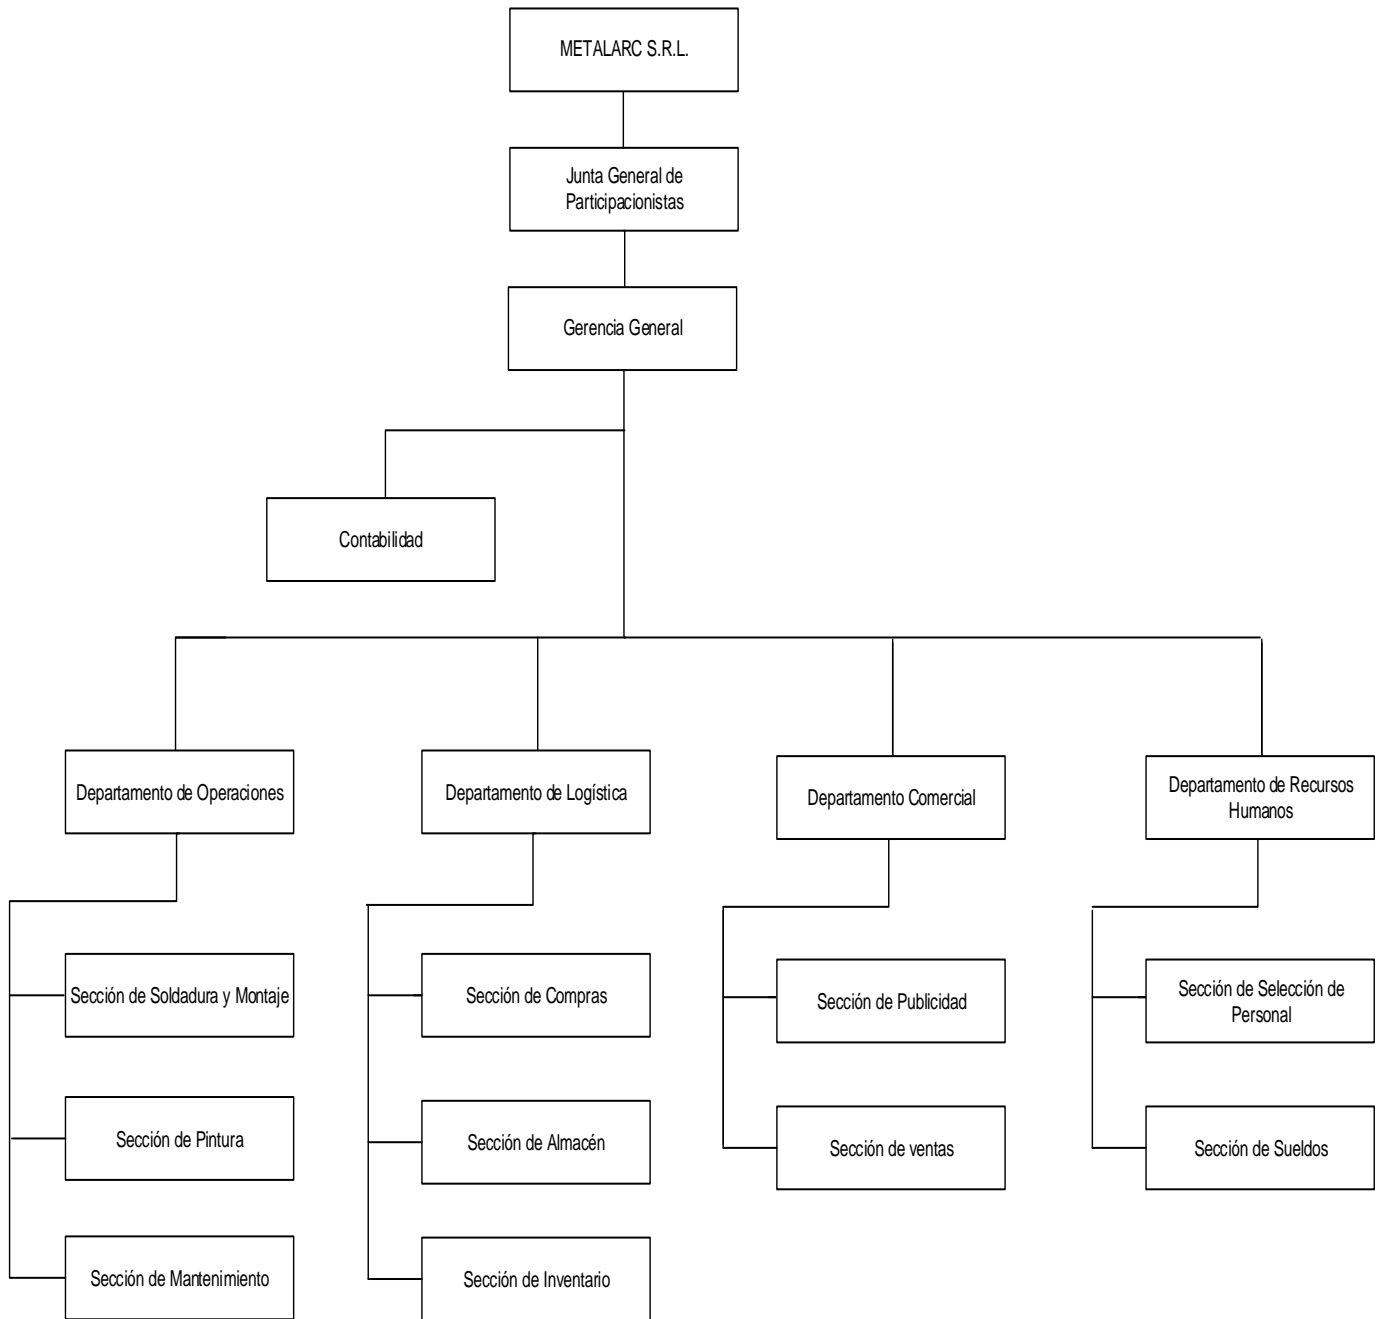 METALARC S.R.L.
Junta General de
Participacionistas
Gerencia General
Contabilidad
Departamento de Operaciones
Departamento de Logística
Departamento Comercial
Departamento de Recursos
Humanos
Sección de Soldadura y Montaje
Sección de Compras
Sección de Publicidad
Sección de Selección de
Personal
Sección de Pintura
Sección de Almacén
Sección de ventas
Sección de Sueldos
Sección de Mantenimiento
Sección de Inventario